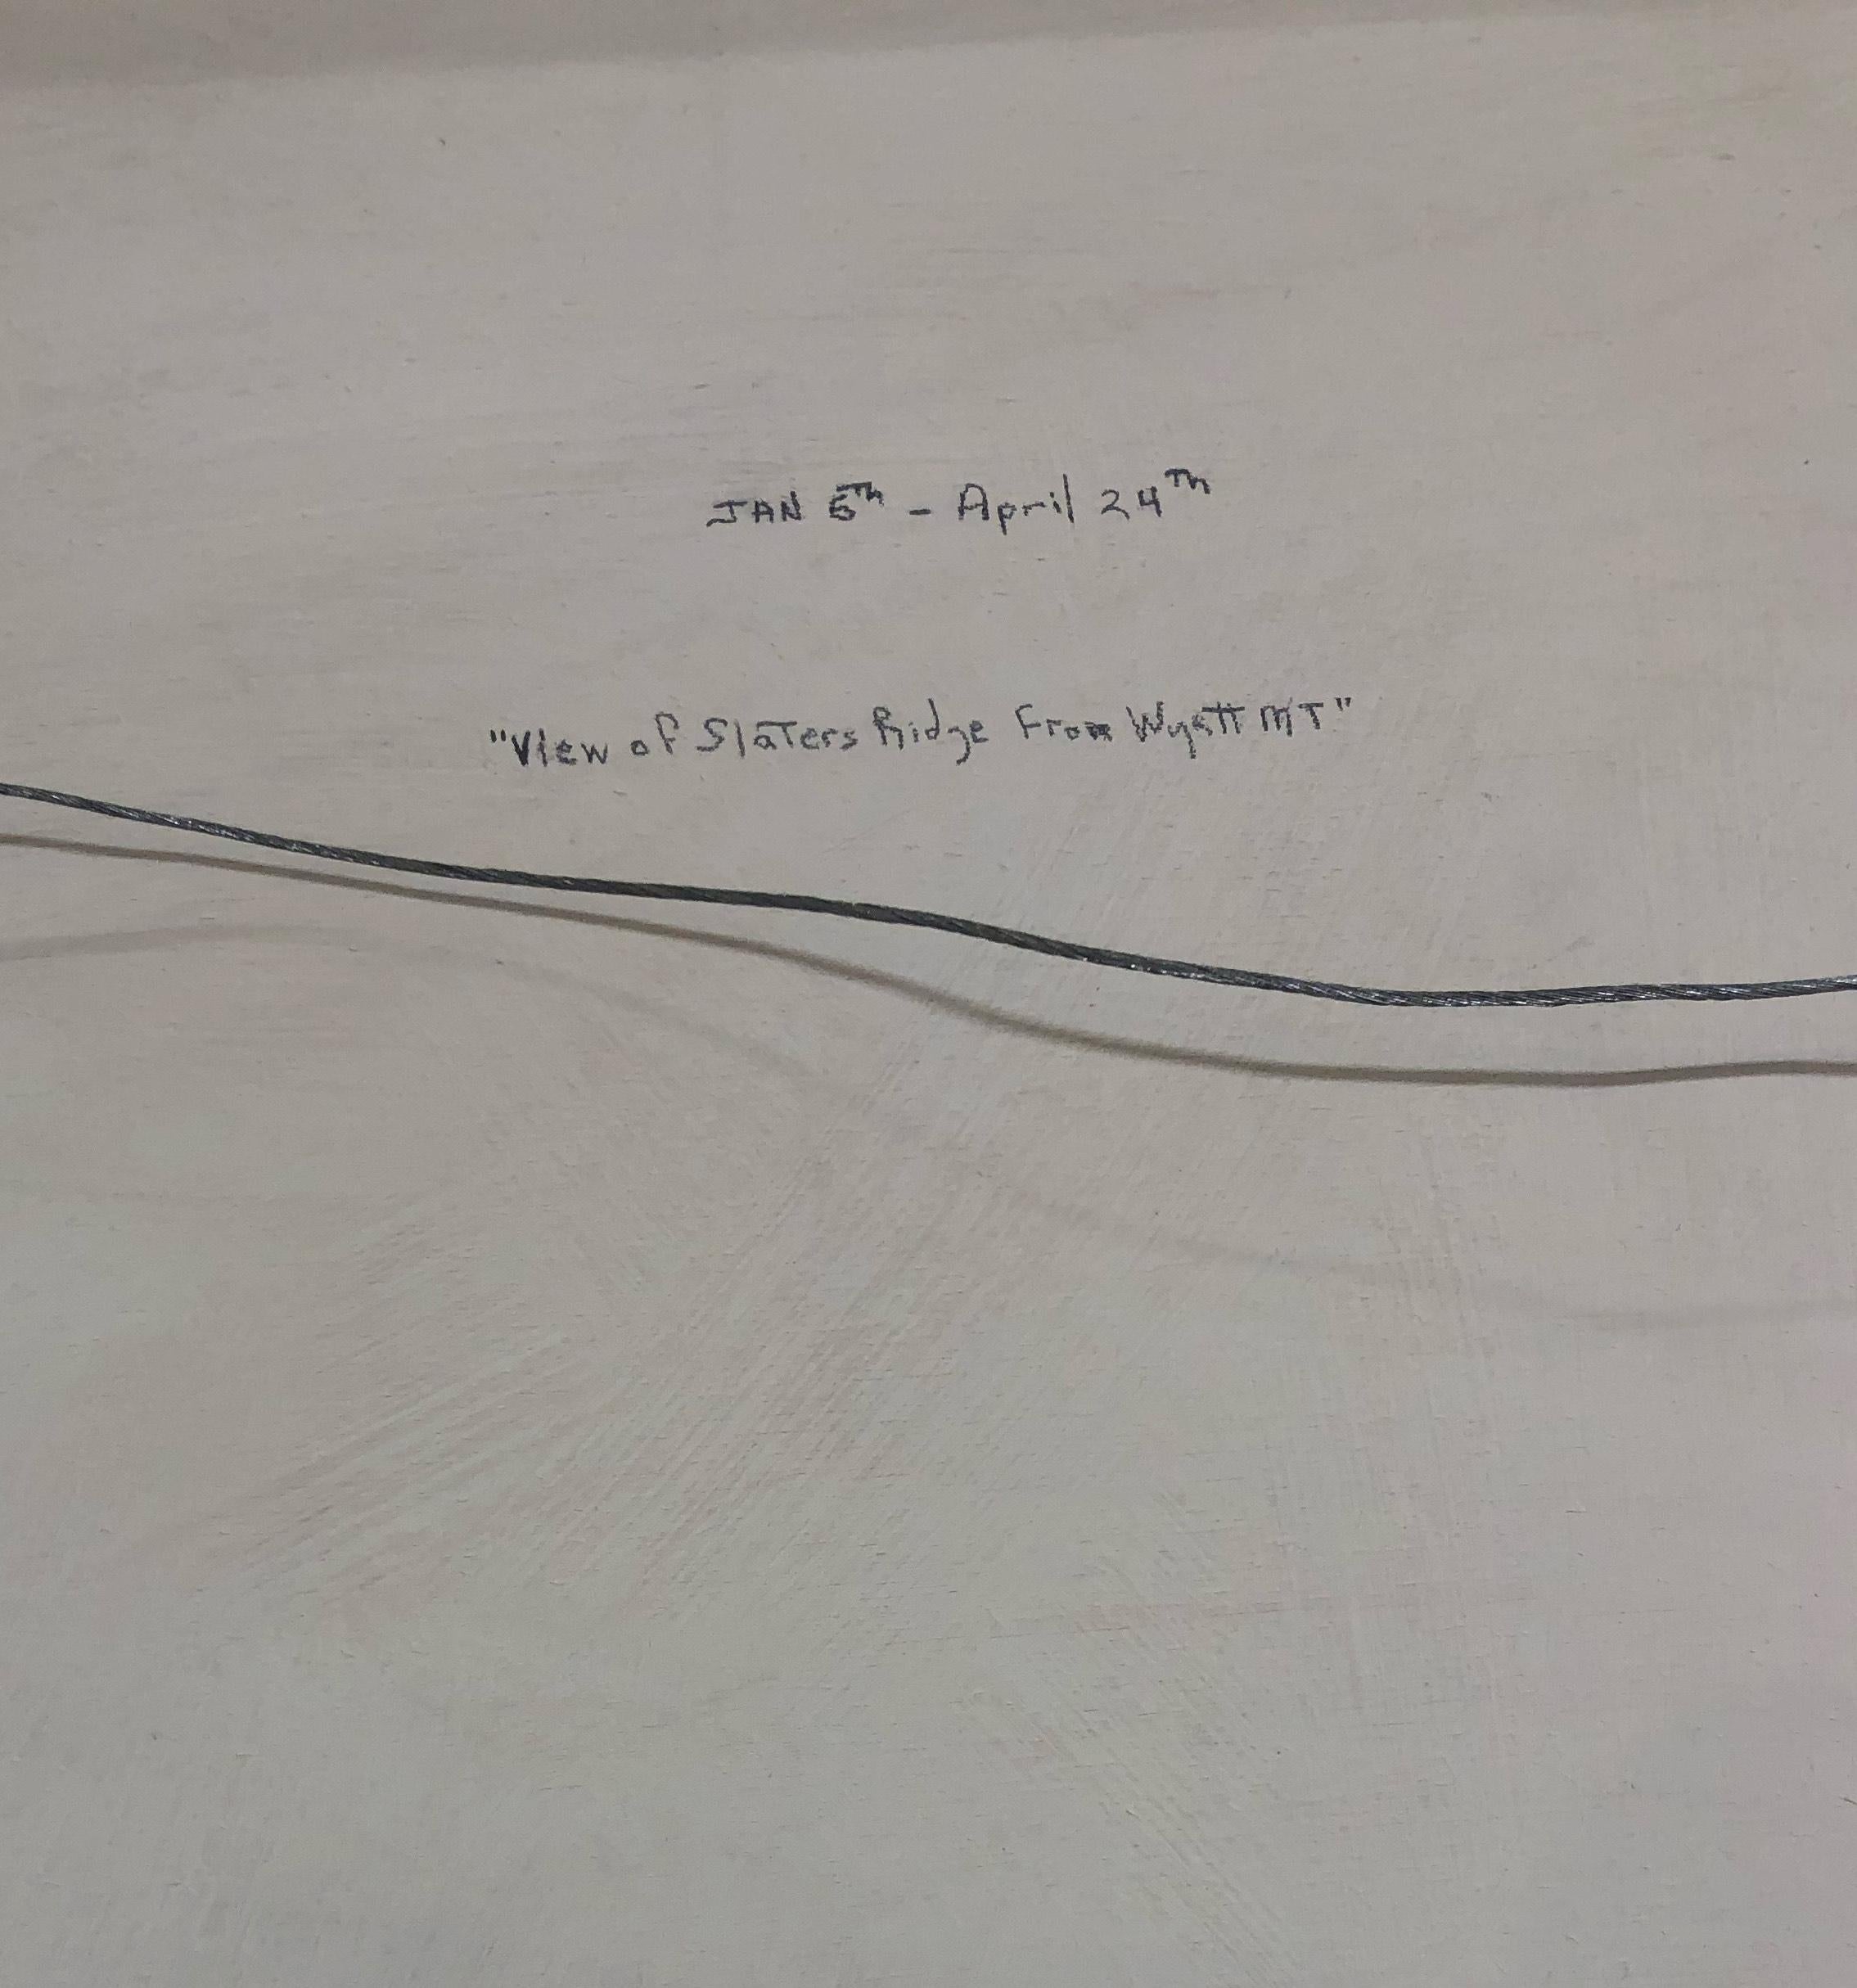 JAN 5Th - April 24Th
"View of Slaters Ridge From Wyatt MT"